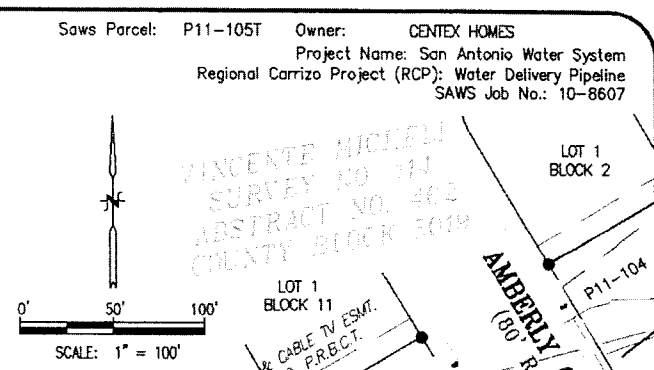 Saws Parcel: P11-105T Owner: CENTEX HOMES
Project Name: San Antonio Water System
Regional Carrizo Project (RCP): Water Delivery Pipeline
SAWS Job No.: 10-8607
VINCENTE MICHELI
SURVEY NO 114
ABSTRACT NO. 462
COUNTY BLOCK 5018
LOT 1
BLOCK 2
N
P11-104
LOT 1
BLOCK 11
AMBERLY
(80' R
CABLE TV ESMT.
P.R.B.C.T.
0' 50' 100'
SCALE: 1" = 100'